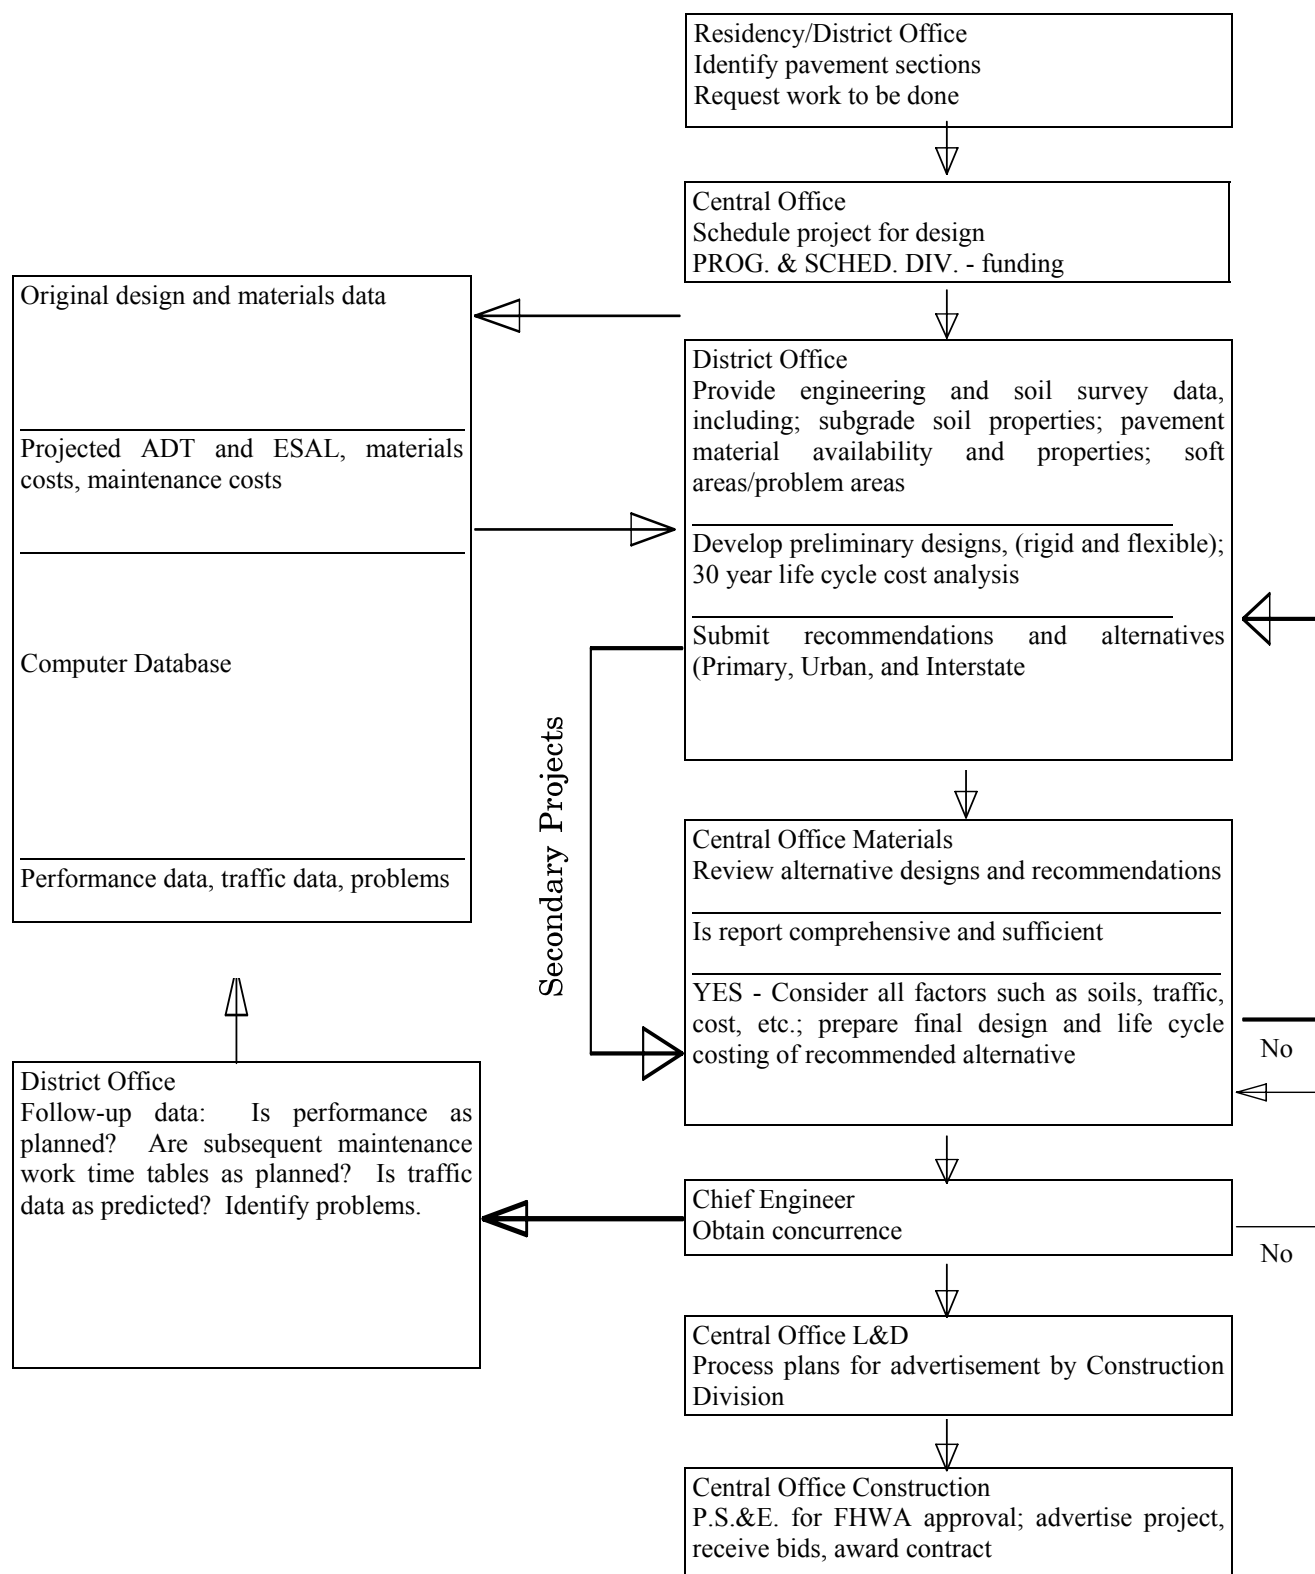 Residency/District Office
Identify pavement sections
Request work to be done
Central Office
Schedule project for design
PROG. & SCHED. DIV. - funding
Original design and materials data
Projected ADT and ESAL, materials
costs, maintenance costs
Computer Database
Performance data, traffic data, problems
District Office
Provide engineering and soil survey data,
including; subgrade soil properties; pavement
material availability and properties; soft
areas/problem areas
Develop preliminary designs, (rigid and flexible);
30 year life cycle cost analysis
Submit recommendations and alternatives
(Primary, Urban, and Interstate
Secondary Projects
Central Office Materials
Review alternative designs and recommendations
Is report comprehensive and sufficient
YES - Consider all factors such as soils, traffic,
cost, etc.; prepare final design and life cycle
costing of recommended alternative
No
District Office
Follow-up data: Is performance as
planned? Are subsequent maintenance
work time tables as planned? Is traffic
data as predicted? Identify problems.
Chief Engineer
Obtain concurrence
No
Central Office L&D
Process plans for advertisement by Construction
Division
Central Office Construction
P.S.&E. for FHWA approval; advertise project,
receive bids, award contract